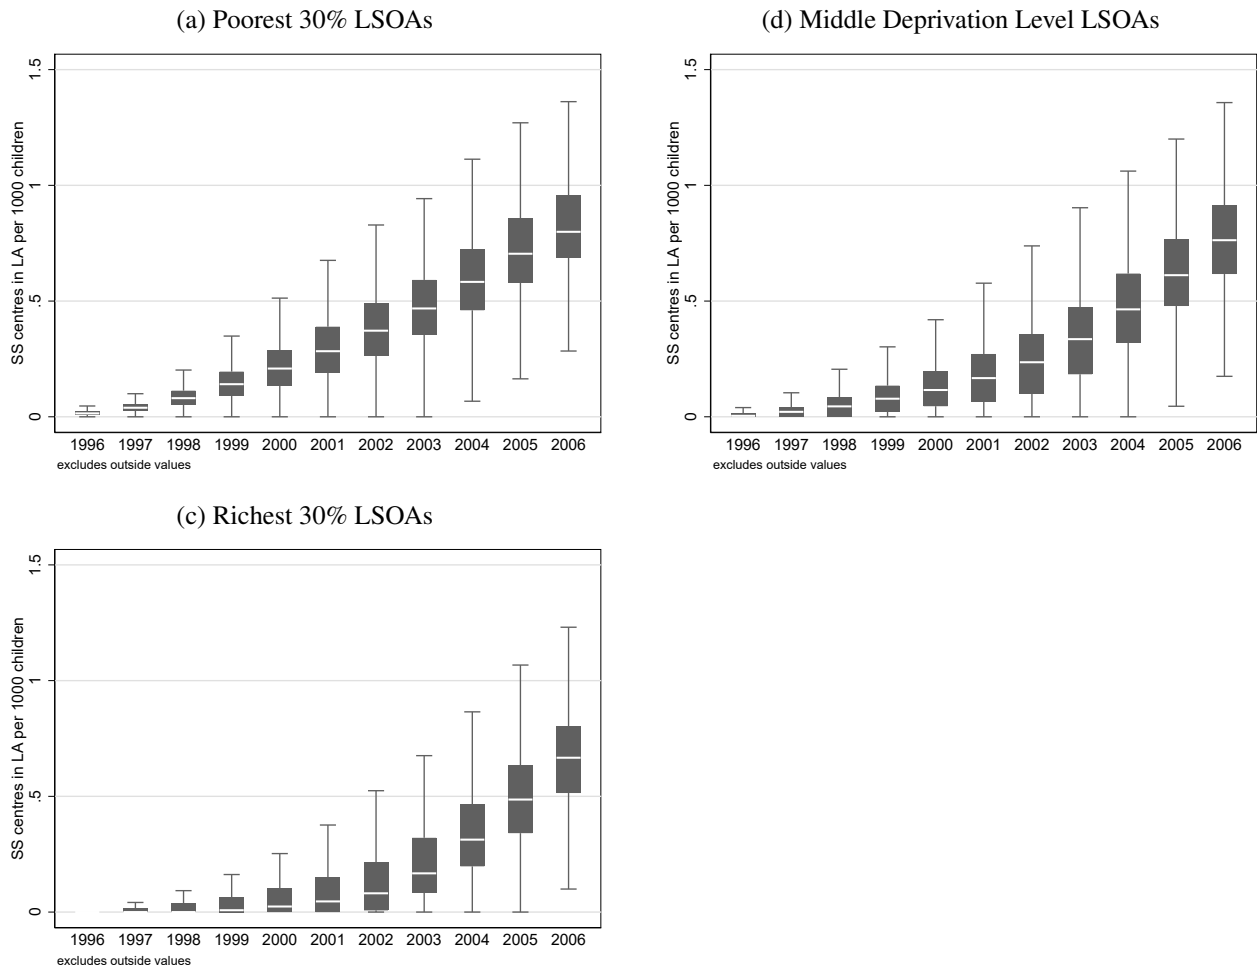 (a) Poorest 30% LSOAs
SS centres in LA per 1000 children
1.5
1
.5
0
1996 1997 1998 1999 2000 2001 2002 2003 2004 2005 2006
excludes outside values
(d) Middle Deprivation Level LSOAs
SS centres in LA per 1000 children
1.5
1
.5
0
1996 1997 1998 1999 2000 2001 2002 2003 2004 2005 2006
excludes outside values
(c) Richest 30% LSOAs
SS centres in LA per 1000 children
1.5
1
.5
0
1996 1997 1998 1999 2000 2001 2002 2003 2004 2005 2006
excludes outside values